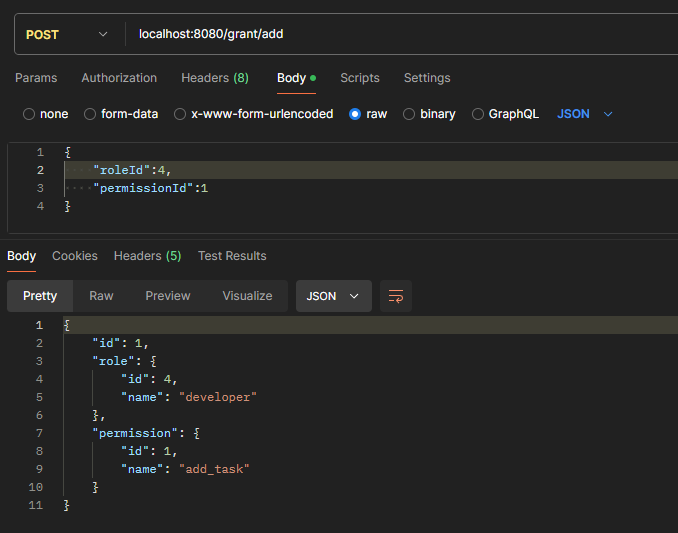 POST localhost:8080/grant/add
Params Authorization Headers (8) Body Scripts Settings
none form-data x-www-form-urlencoded raw binary GraphQL JSON
1 {
2 ····"roleId":4,
3 ····"permissionId":1
4 }
Body Cookies Headers (5) Test Results
Pretty Raw Preview Visualize JSON
1 {
2     "id": 1,
3     "role": {
4         "id": 4,
5         "name": "developer"
6     },
7     "permission": {
8         "id": 1,
9         "name": "add_task"
10     }
11 }